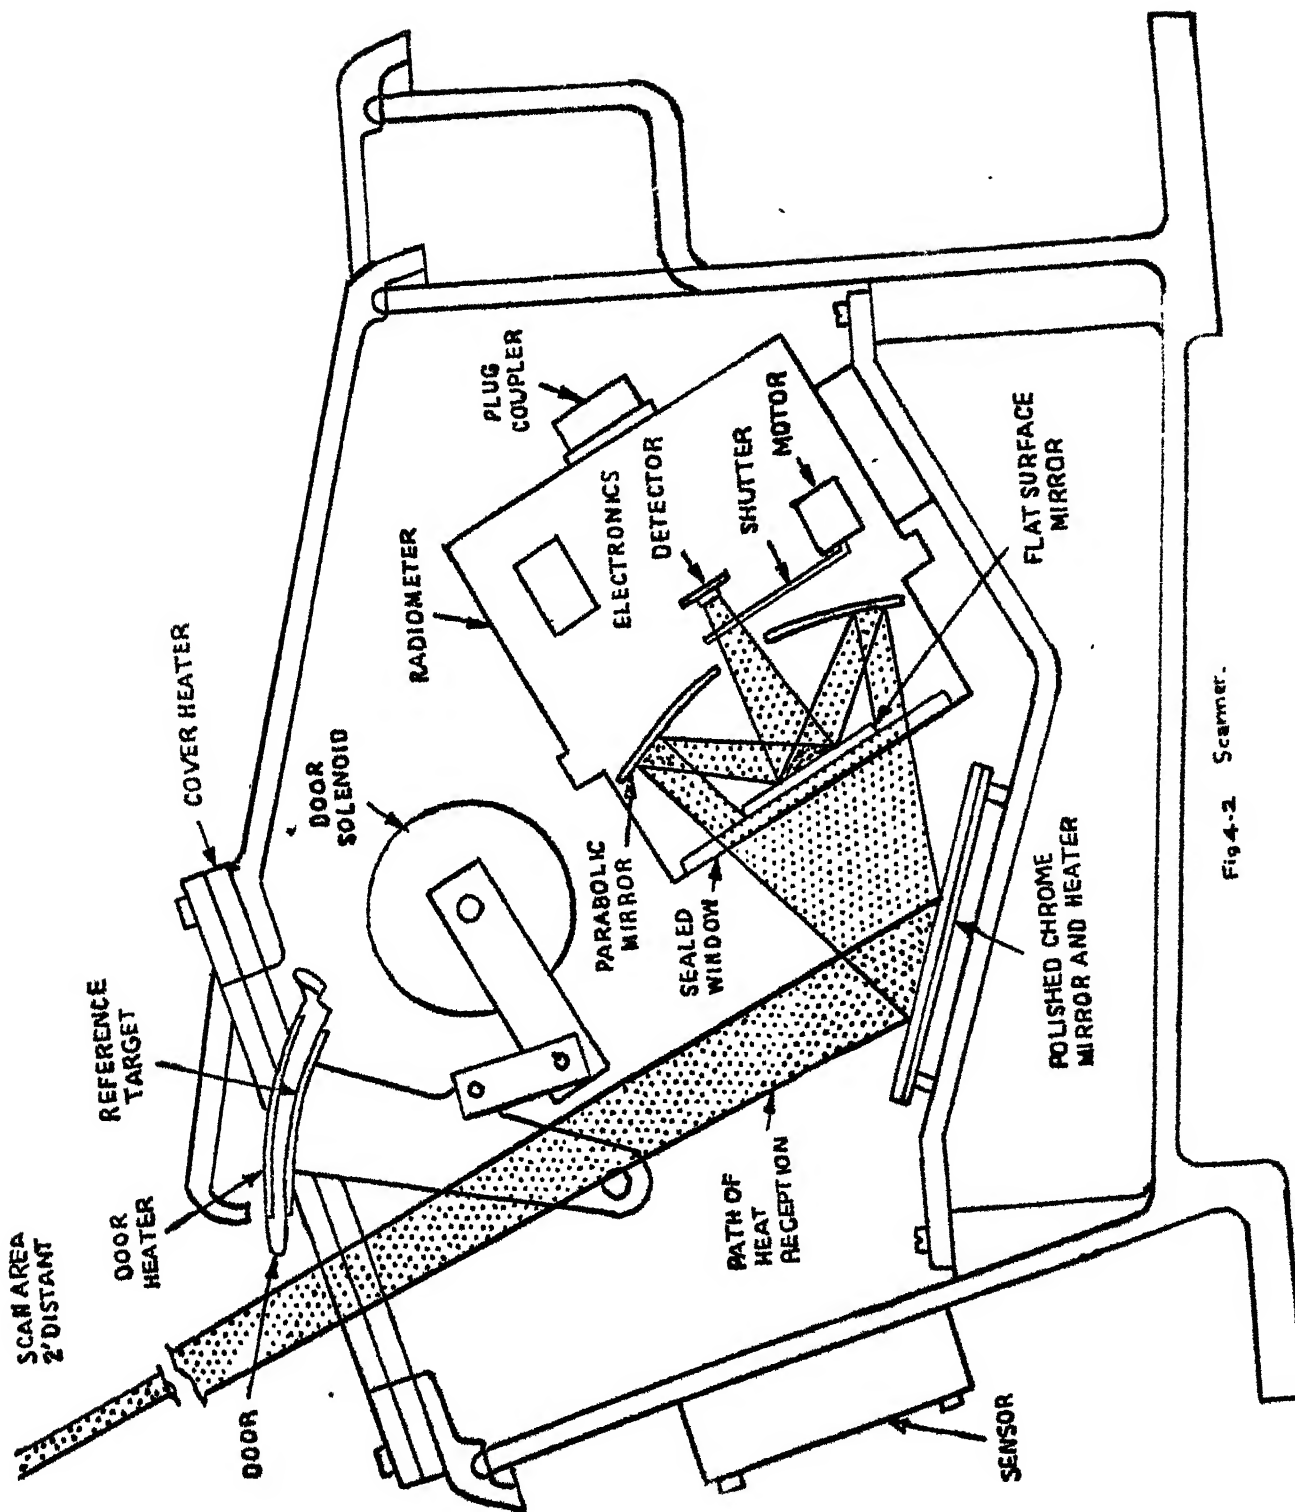 SCAN AREA
2' DISTANT
DOOR
HEATER
REFERENCE
TARGET
COVER HEATER
DOOR
DOOR
SOLENOID
RADIOMETER
PLUG
COUPLER
ELECTRONICS
DETECTOR
SHUTTER
MOTOR
PARABOLIC
MIRROR
SEALED
WINDOW
PATH OF
HEAT
RECEPTION
FLAT SURFACE
MIRROR
POLISHED CHROME
MIRROR AND HEATER
SENSOR
Fig 4-2 Scanner.